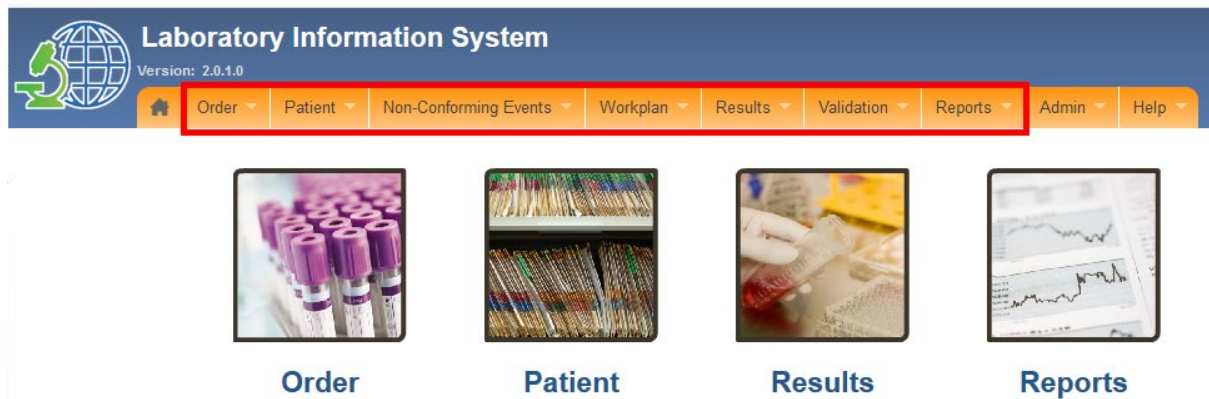 Laboratory Information System
Version: 2.0.1.0
Order Patient Non-Conforming Events Workplan Results Validation Reports Admin Help
Order Patient Results Reports